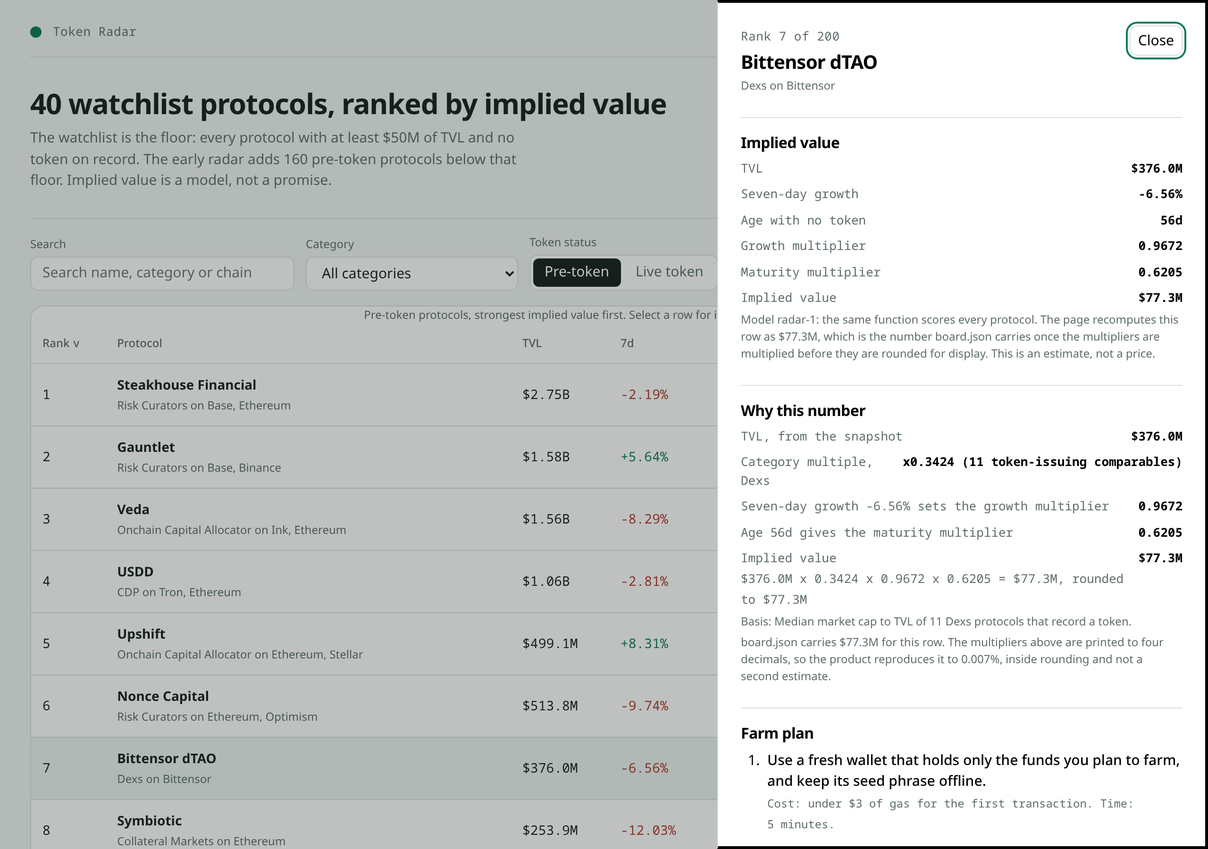 Token Radar
40 watchlist protocols, ranked by implied value
The watchlist is the floor: every protocol with at least $50M of TVL and no
token on record. The early radar adds 160 pre-token protocols below that
floor. Implied value is a model, not a promise.
Search
Category
Token status
Search name, category or chain
All categories
Pre-token
Live token
Pre-token protocols, strongest implied value first. Select a row for i
Rank v
Protocol
TVL
7d
1
Steakhouse Financial
Risk Curators on Base, Ethereum
$2.75B
-2.19%
2
Gauntlet
Risk Curators on Base, Binance
$1.58B
+5.64%
3
Veda
Onchain Capital Allocator on Ink, Ethereum
$1.56B
-8.29%
4
USDD
CDP on Tron, Ethereum
$1.06B
-2.81%
5
Upshift
Onchain Capital Allocator on Ethereum, Stellar
$499.1M
+8.31%
6
Nonce Capital
Risk Curators on Ethereum, Optimism
$513.8M
-9.74%
7
Bittensor dTAO
Dexs on Bittensor
$376.0M
-6.56%
8
Symbiotic
Collateral Markets on Ethereum
$253.9M
-12.03%
Rank 7 of 200
Bittensor dTAO
Dexs on Bittensor
Close
Implied value
TVL $376.0M
Seven-day growth -6.56%
Age with no token 56d
Growth multiplier 0.9672
Maturity multiplier 0.6205
Implied value $77.3M
Model radar-1: the same function scores every protocol. The page recomputes this
row as $77.3M, which is the number board.json carries once the multipliers are
multiplied before they are rounded for display. This is an estimate, not a price.
Why this number
TVL, from the snapshot $376.0M
Category multiple, x0.3424 (11 token-issuing comparables)
Dexs
Seven-day growth -6.56% sets the growth multiplier 0.9672
Age 56d gives the maturity multiplier 0.6205
Implied value $77.3M
$376.0M x 0.3424 x 0.9672 x 0.6205 = $77.3M, rounded
to $77.3M
Basis: Median market cap to TVL of 11 Dexs protocols that record a token.
board.json carries $77.3M for this row. The multipliers above are printed to four
decimals, so the product reproduces it to 0.007%, inside rounding and not a
second estimate.
Farm plan
1. Use a fresh wallet that holds only the funds you plan to farm,
and keep its seed phrase offline.
Cost: under $3 of gas for the first transaction. Time:
5 minutes.